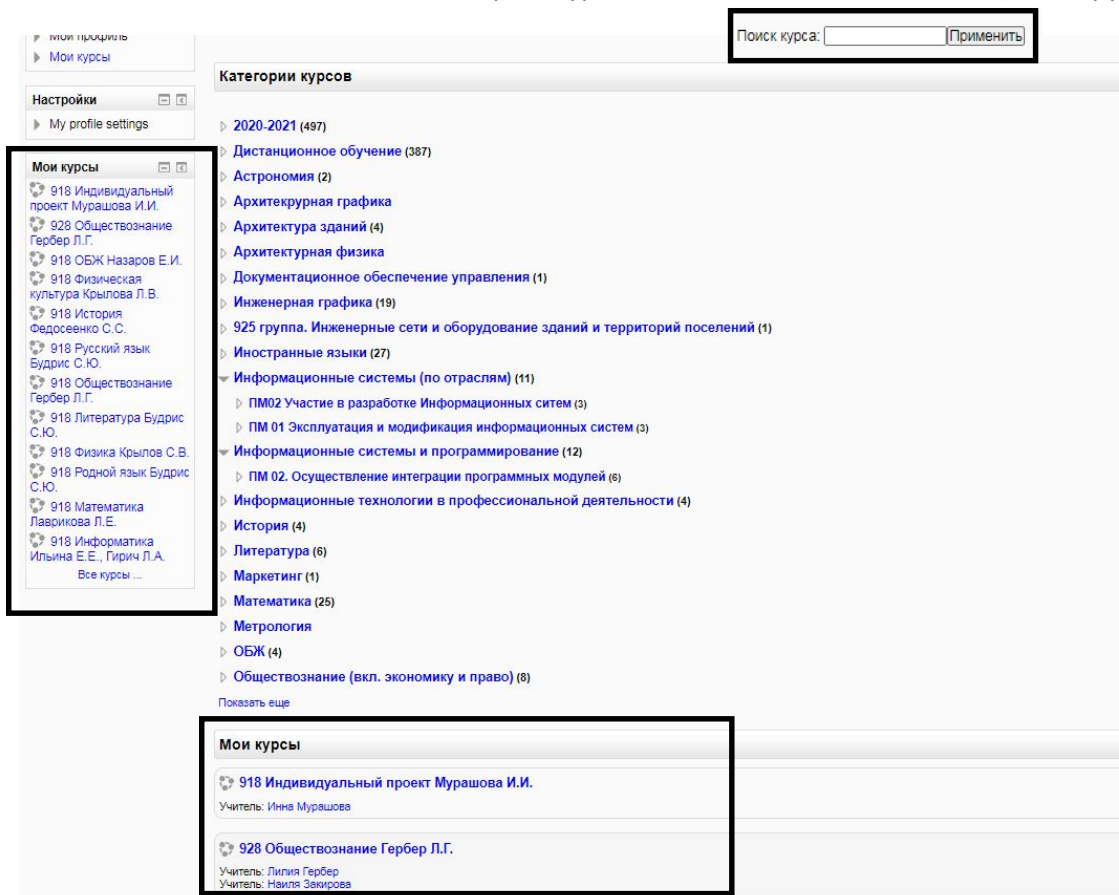 Поиск курса: Применить
Мой профиль
Мои курсы
Настройки
My profile settings
Мои курсы
918 Индивидуальный
проект Мурашова И.И.
928 Обществознание
Гербер Л.Г.
918 ОБЖ Назаров Е.И.
918 Физическая
культура Крылова Л.В.
918 История
Федосеенко С.С.
918 Русский язык
Будрис С.Ю.
918 Обществознание
Гербер Л.Г.
918 Литература Будрис
С.Ю.
918 Физика Крылов С.В.
918 Родной язык Будрис
С.Ю.
918 Математика
Лаврикова Л.Е.
918 Информатика
Ильина Е.Е., Гирич Л.А.
Все курсы ...
Категории курсов
2020-2021 (497)
Дистанционное обучение (387)
Астрономия (2)
Архитекрурная графика
Архитектура зданий (4)
Архитектурная физика
Документационное обеспечение управления (1)
Инженерная графика (19)
925 группа. Инженерные сети и оборудование зданий и территорий поселений (1)
Иностранные языки (27)
Информационные системы (по отраслям) (11)
ПМ02 Участие в разработке Информационных ситем (3)
ПМ 01 Эксплуатация и модификация информационных систем (3)
Информационные системы и программирование (12)
ПМ 02. Осуществление интеграции программных модулей (6)
Информационные технологии в профессиональной деятельности (4)
История (4)
Литература (6)
Маркетинг (1)
Математика (25)
Метрология
ОБЖ (4)
Обществознание (вкл. экономику и право) (8)
Показать еще
Мои курсы
918 Индивидуальный проект Мурашова И.И.
Учитель: Инна Мурашова
928 Обществознание Гербер Л.Г.
Учитель: Лилия Гербер
Учитель: Наиля Закирова